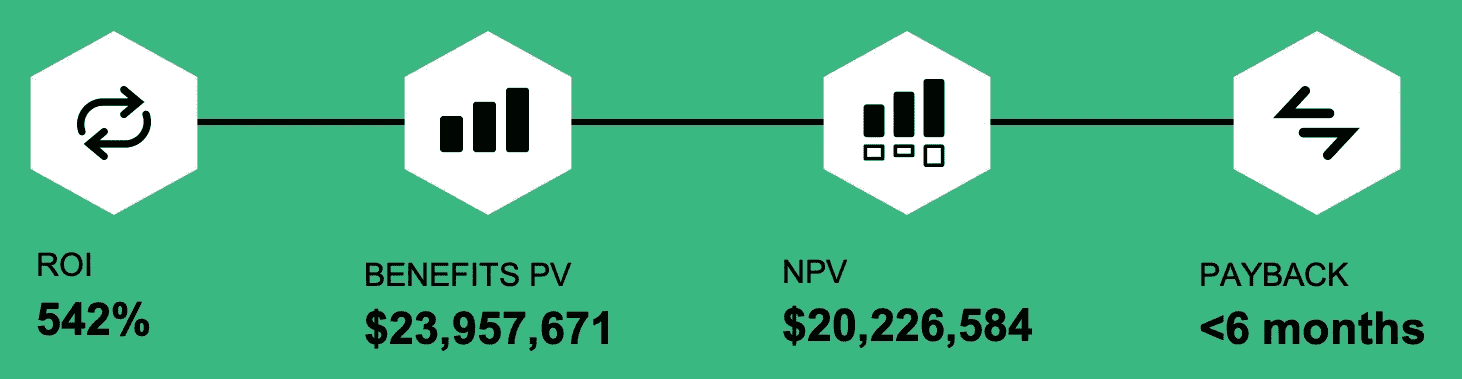 ROI
542%
BENEFITS PV
$23,957,671
NPV
$20,226,584
PAYBACK
<6 months